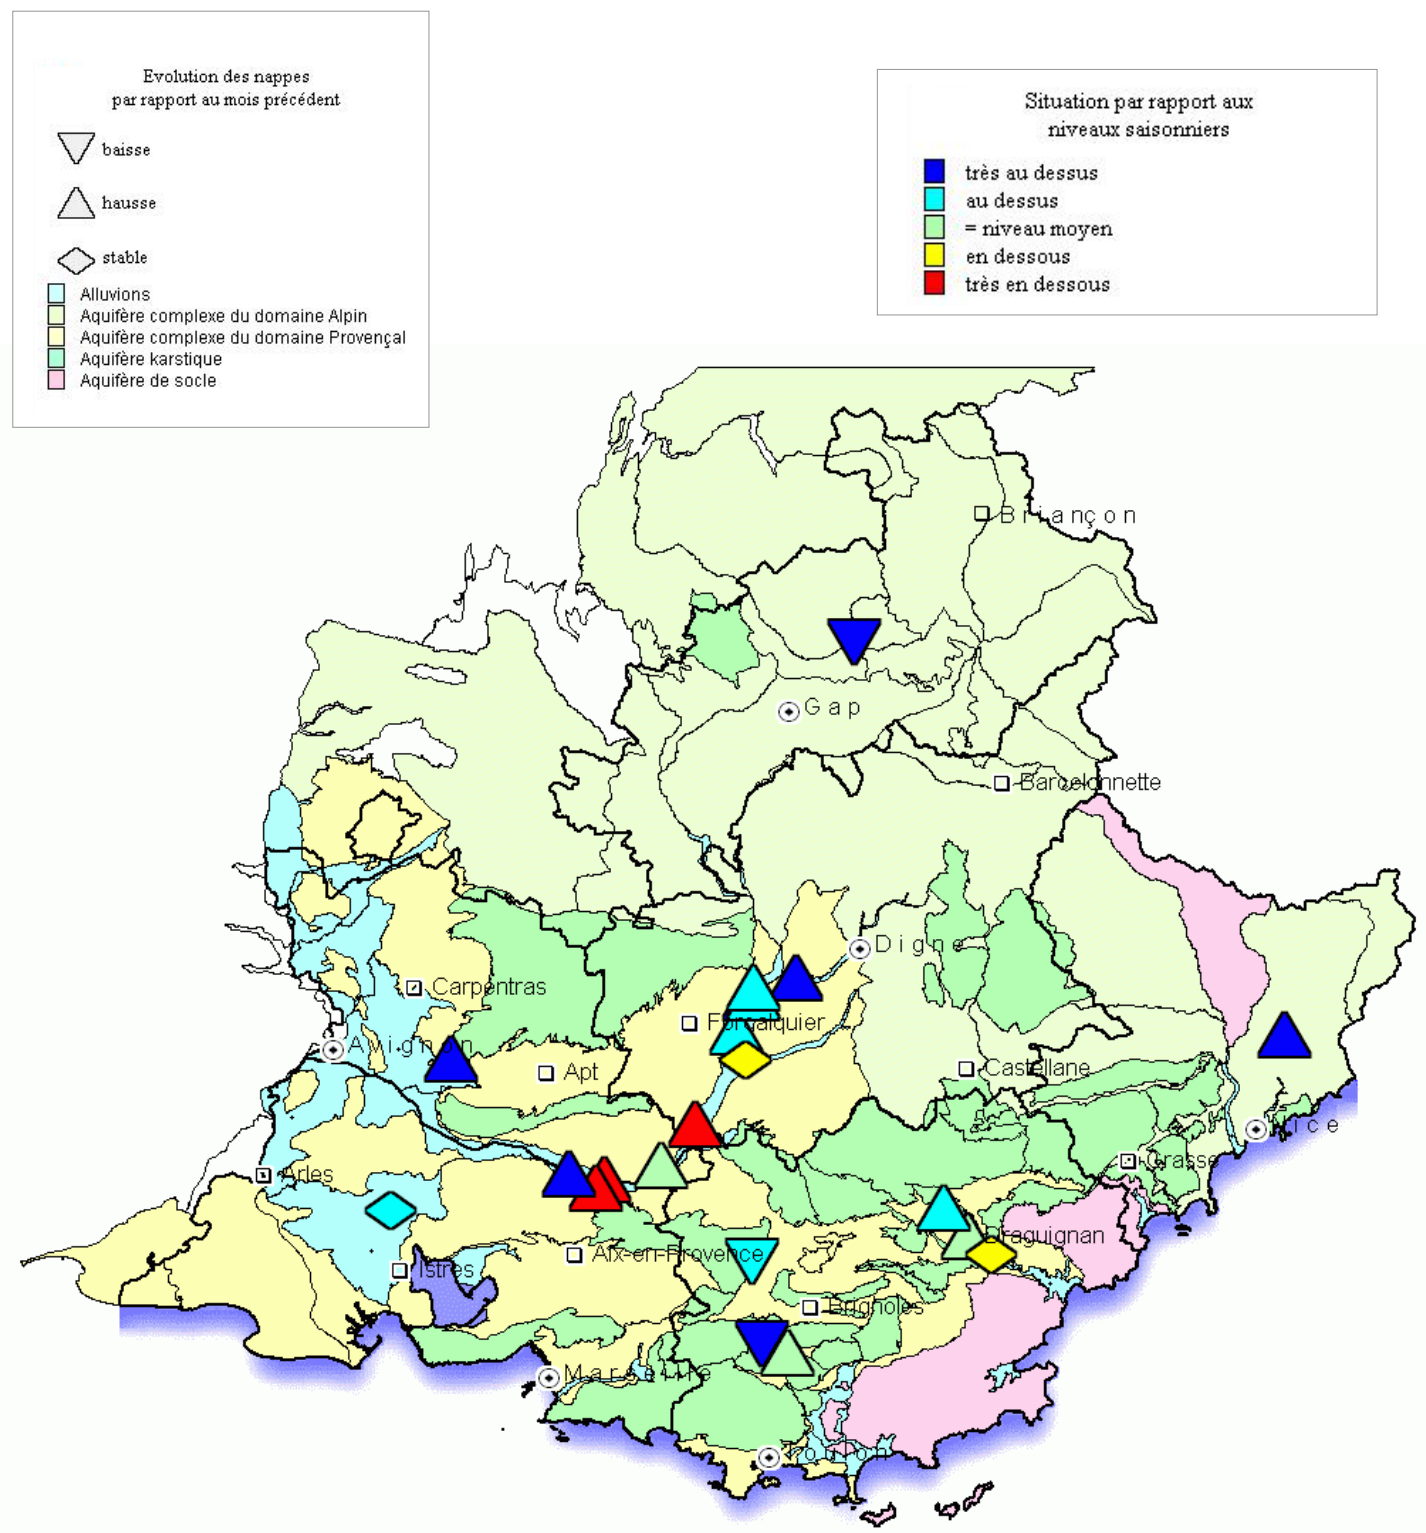 Evolution des nappes
par rapport au mois précédent
baisse
hausse
stable
Alluvions
Aquifère complexe du domaine Alpin
Aquifère complexe du domaine Provençal
Aquifère karstique
Aquifère de socle
Situation par rapport aux
niveaux saisonniers
très au dessus
au dessus
= niveau moyen
en dessous
très en dessous
Briançon
Gap
Barcelonnette
Digne
Carpentras
Forcalquier
Avignon
Apt
Castellane
Nice
Grasse
Arles
Draguignan
Aix-en-Provence
Istres
Brignoles
Marseille
Toulon